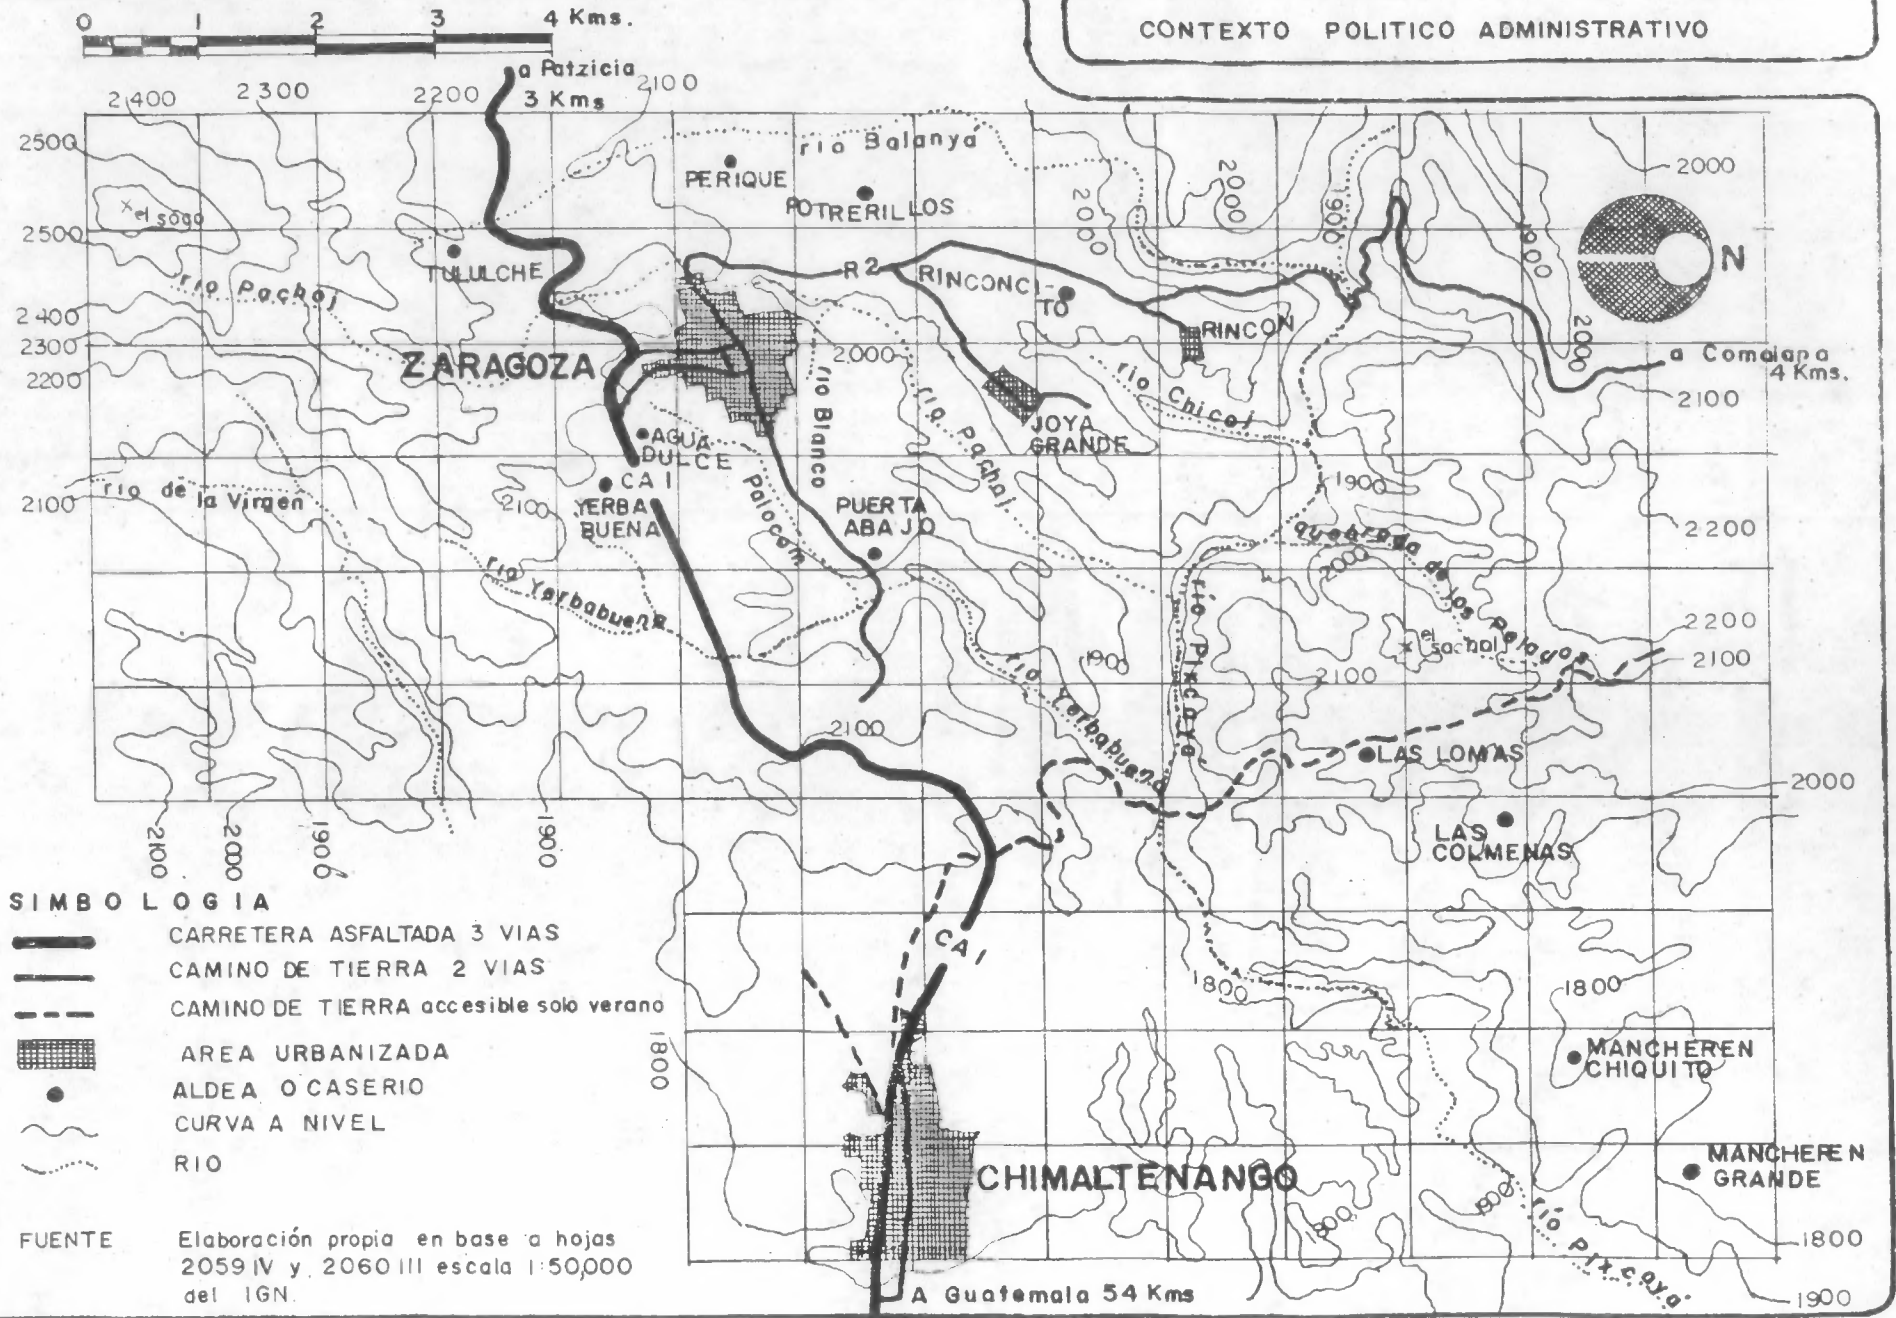 0 1 2 3 4 Kms.
CONTEXTO POLITICO ADMINISTRATIVO
a Patzicia
3 Kms
2400
2300
2200
2100
2500
rio Balanya
2000
PERIQUE
POTRERILLOS
2000
2000
1900
1900
el sogo
2500
TULULCHE
R2
RINCONCI-
TO
N
rio Pachoj
2400
2300
2200
ZARAGOZA
2000
RINCON
2000
a Comalapa
4 Kms.
2100
rio Chicoj
rio Blanco
rio Pachoj
JOYA
GRANDE
AGUA
DULCE
CA 1
YERBA
BUENA
2100
2100
rio de la Virgen
Palocom
PUERTA
ABAJO
1900
2200
quebrada de los Pelados
2000
rio Yerbabuena
rio Pixcaya
2200
el sachal
2100
2100
1900
rio Yerbabuena
2100
LAS LOMAS
2000
LAS
COLMENAS
2100
2000
1900
1900
SIMBOLOGIA
CARRETERA ASFALTADA 3 VIAS
CAMINO DE TIERRA 2 VIAS
CAMINO DE TIERRA accesible solo verano
AREA URBANIZADA
ALDEA O CASERIO
CURVA A NIVEL
RIO
CA 1
1800
1800
1800
MANCHEREN
CHIQUITO
CHIMALTENANGO
MANCHEREN
GRANDE
1800
1800
río Pixcayá
1800
1900
FUENTE Elaboración propia en base a hojas
2059 IV y 2060 III escala 1:50,000
del IGN.
A Guatemala 54 Kms